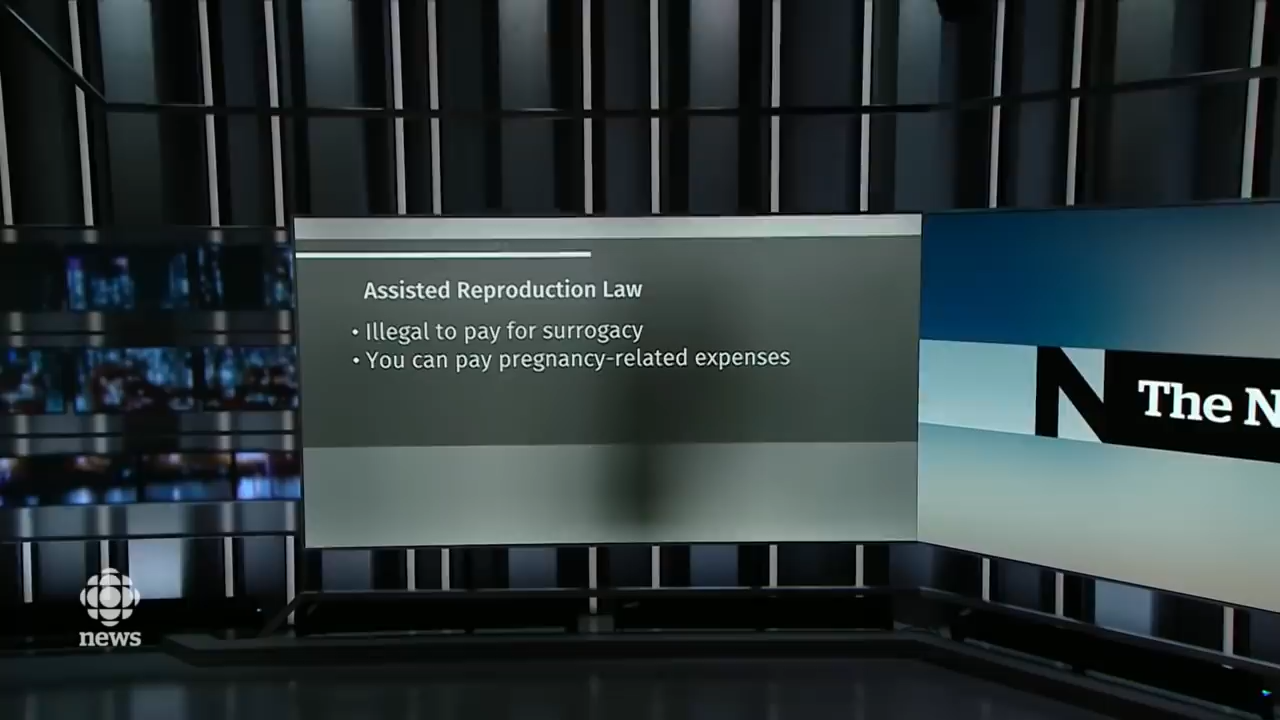 Assisted Reproduction Law
• Illegal to pay for surrogacy
• You can pay pregnancy-related expenses
N
The N
news